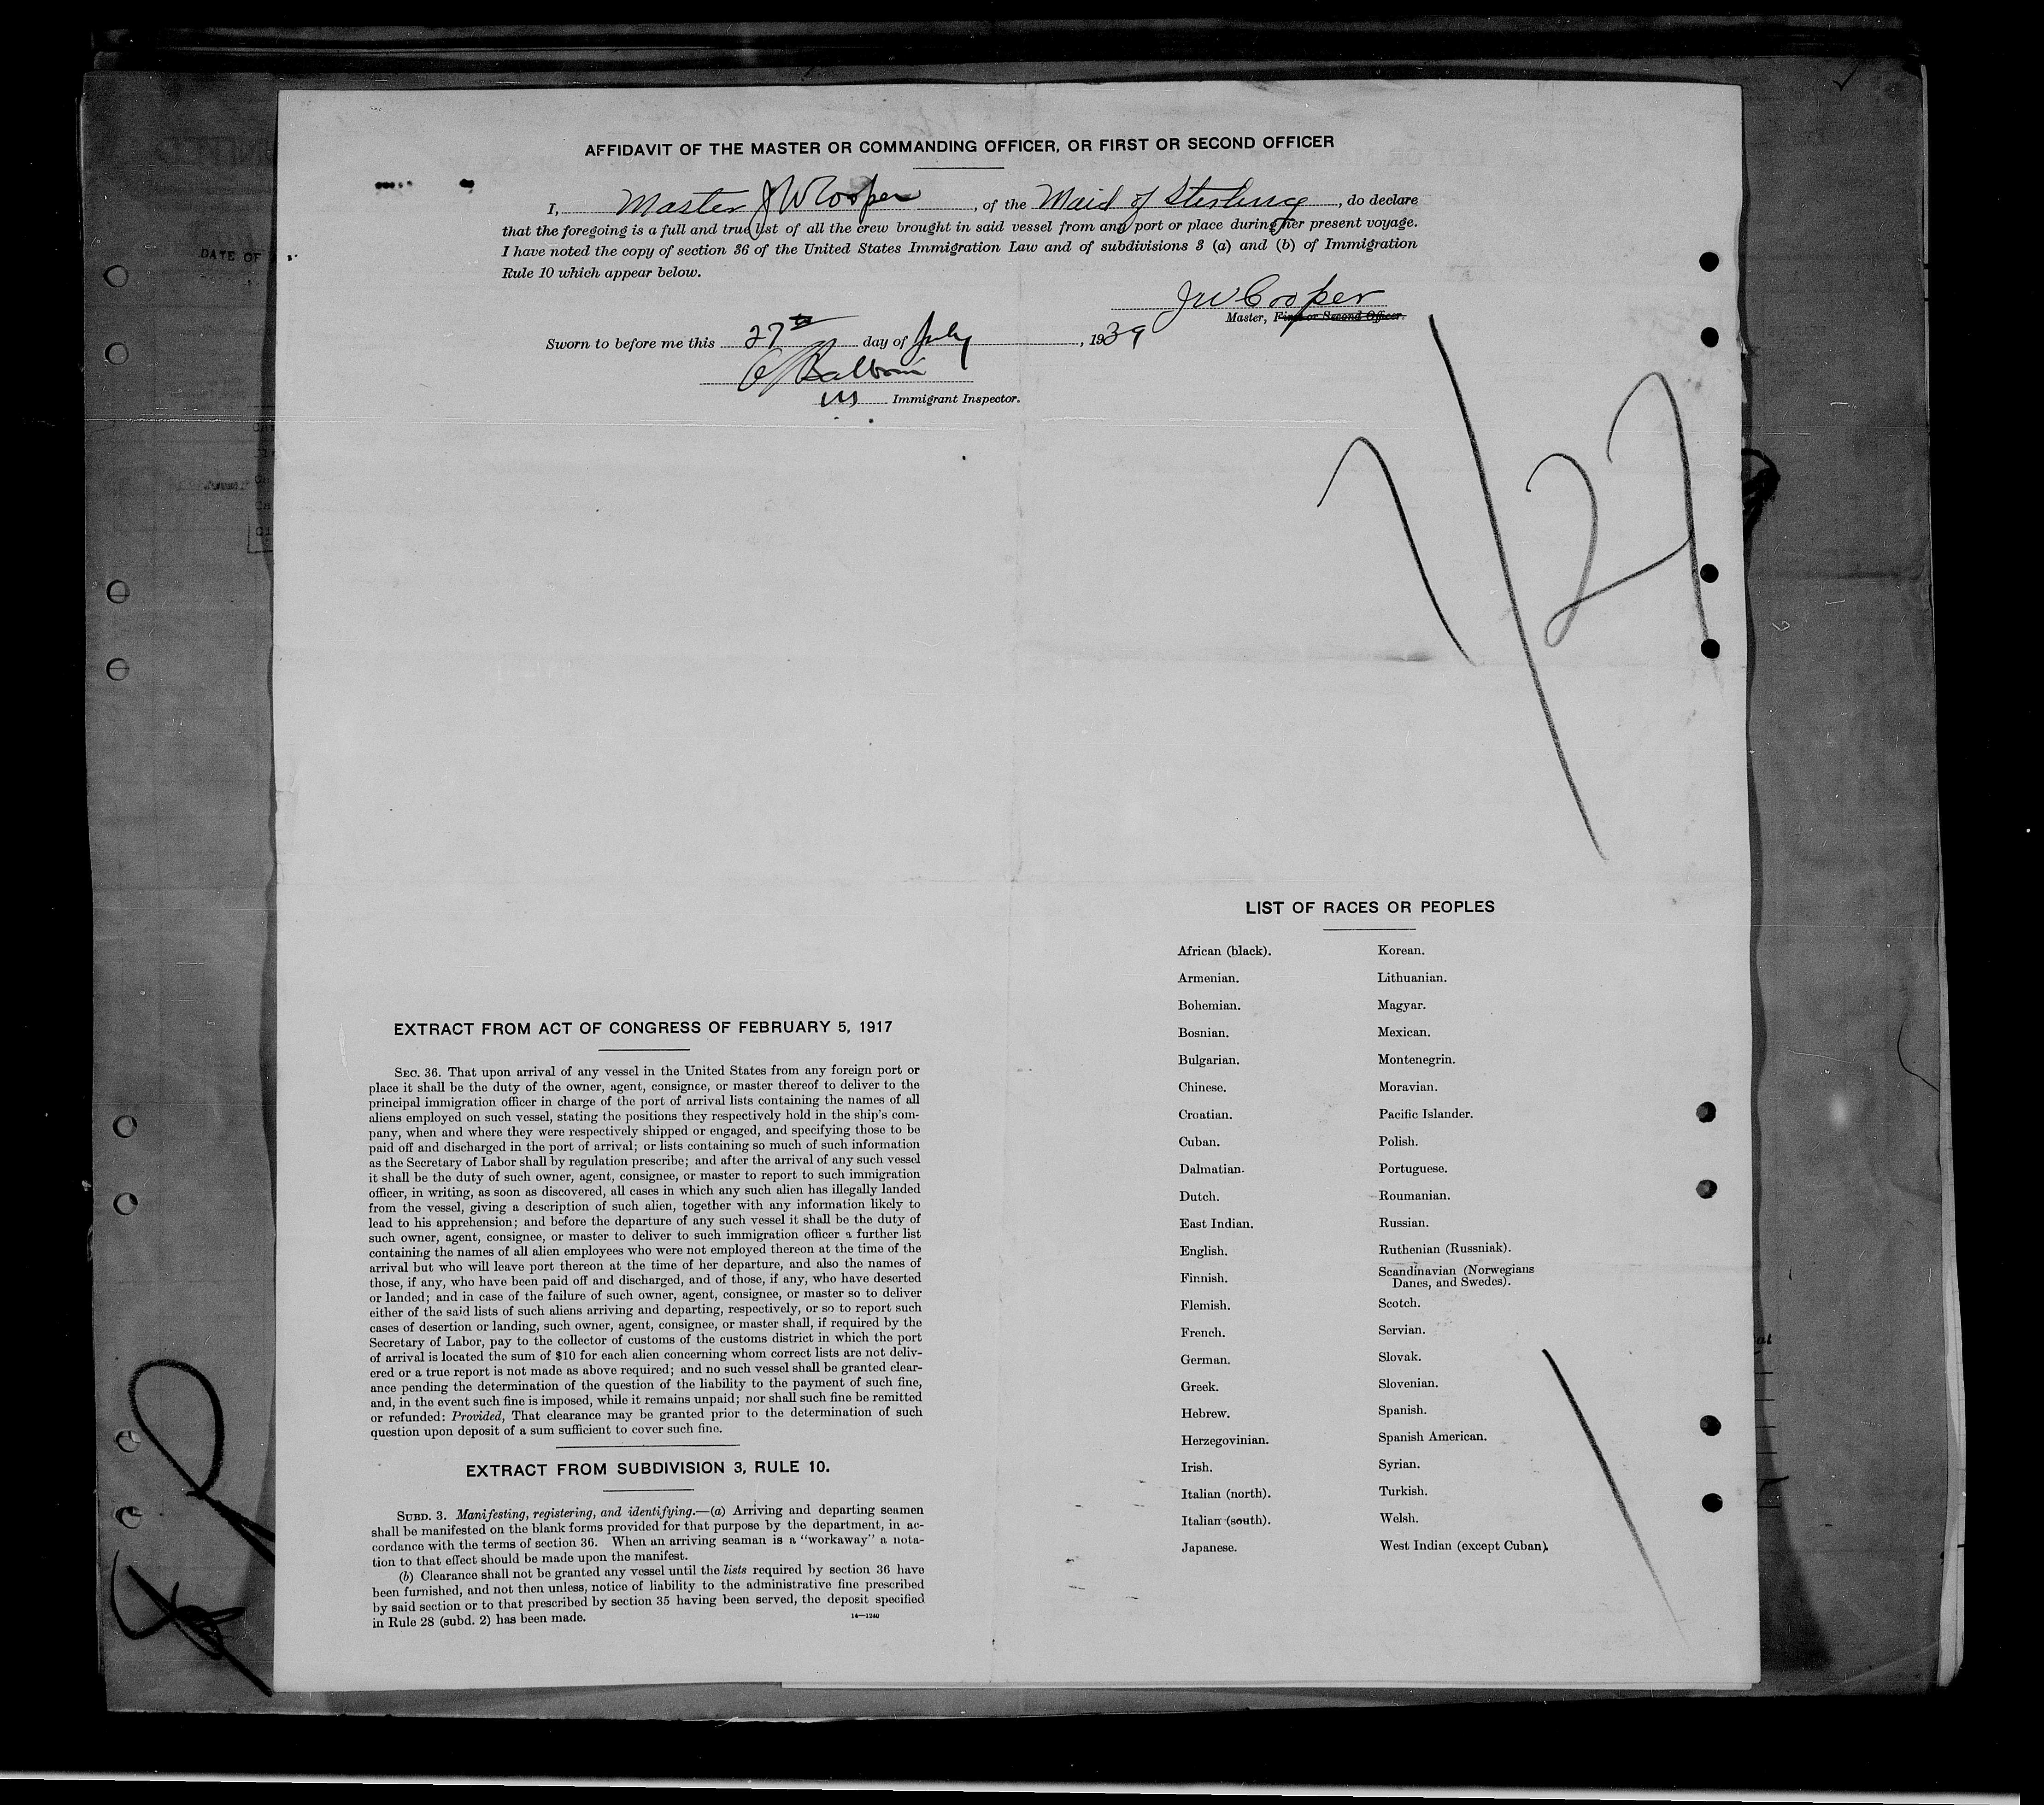 AFFIDAVIT OF THE MASTER OR COMMANDING OFFICER, OR FIRST OR SECOND OFFICER
I, Master J W Cooper, of the Maid of Sterling, do declare
that the foregoing is a full and true list of all the crew brought in said vessel from any port or place during her present voyage.
I have noted the copy of section 36 of the United States Immigration Law and of subdivisions 3 (a) and (b) of Immigration
Rule 10 which appear below.
J W Cooper
Master, First or Second Officer.
Sworn to before me this 27th day of July, 1939
Immigrant Inspector.
DATE OF
7/27
LIST OF RACES OR PEOPLES
African (black). Korean.
Armenian. Lithuanian.
Bohemian. Magyar.
Bosnian. Mexican.
Bulgarian. Montenegrin.
Chinese. Moravian.
Croatian. Pacific Islander.
Cuban. Polish.
Dalmatian. Portuguese.
Dutch. Roumanian.
East Indian. Russian.
English. Ruthenian (Russniak).
Finnish. Scandinavian (Norwegians
Danes, and Swedes).
Flemish. Scotch.
French. Servian.
German. Slovak.
Greek. Slovenian.
Hebrew. Spanish.
Herzegovinian. Spanish American.
Irish. Syrian.
Italian (north). Turkish.
Italian (south). Welsh.
Japanese. West Indian (except Cuban).
EXTRACT FROM ACT OF CONGRESS OF FEBRUARY 5, 1917
SEC. 36. That upon arrival of any vessel in the United States from any foreign port or
place it shall be the duty of the owner, agent, consignee, or master thereof to deliver to the
principal immigration officer in charge of the port of arrival lists containing the names of all
aliens employed on such vessel, stating the positions they respectively hold in the ship's com-
pany, when and where they were respectively shipped or engaged, and specifying those to be
paid off and discharged in the port of arrival; or lists containing so much of such information
as the Secretary of Labor shall by regulation prescribe; and after the arrival of any such vessel
it shall be the duty of such owner, agent, consignee, or master to report to such immigration
officer, in writing, as soon as discovered, all cases in which any such alien has illegally landed
from the vessel, giving a description of such alien, together with any information likely to
lead to his apprehension; and before the departure of any such vessel it shall be the duty of
such owner, agent, consignee, or master to deliver to such immigration officer a further list
containing the names of all alien employees who were not employed thereon at the time of the
arrival but who will leave port thereon at the time of her departure, and also the names of
those, if any, who have been paid off and discharged, and of those, if any, who have deserted
or landed; and in case of the failure of such owner, agent, consignee, or master so to deliver
either of the said lists of such aliens arriving and departing, respectively, or so to report such
cases of desertion or landing, such owner, agent, consignee, or master shall, if required by the
Secretary of Labor, pay to the collector of customs of the customs district in which the port
of arrival is located the sum of $10 for each alien concerning whom correct lists are not deliv-
ered or a true report is not made as above required; and no such vessel shall be granted clear-
ance pending the determination of the question of the liability to the payment of such fine,
and, in the event such fine is imposed, while it remains unpaid; nor shall such fine be remitted
or refunded: Provided, That clearance may be granted prior to the determination of such
question upon deposit of a sum sufficient to cover such fine.
EXTRACT FROM SUBDIVISION 3, RULE 10.
SUBD. 3. Manifesting, registering, and identifying.—(a) Arriving and departing seamen
shall be manifested on the blank forms provided for that purpose by the department, in ac-
cordance with the terms of section 36. When an arriving seaman is a "workaway" a nota-
tion to that effect should be made upon the manifest.
(b) Clearance shall not be granted any vessel until the lists required by section 36 have
been furnished, and not then unless, notice of liability to the administrative fine prescribed
by said section or to that prescribed by section 35 having been served, the deposit specified
in Rule 28 (subd. 2) has been made.
14—1240